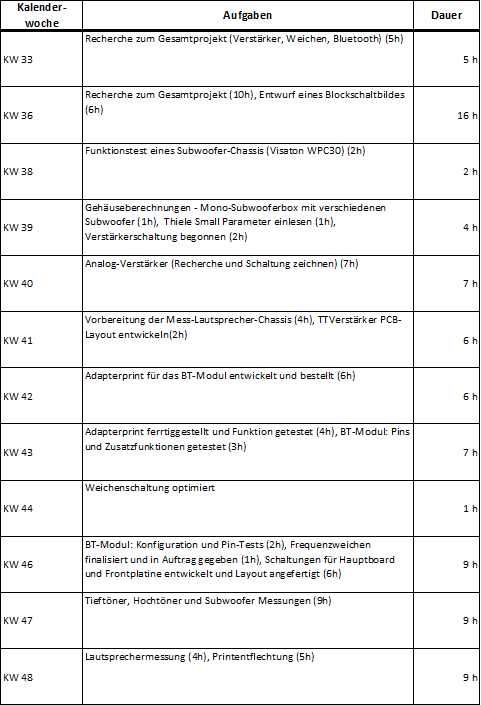 Kalender-
woche
Aufgaben
Dauer
KW 33
Recherche zum Gesamtprojekt (Verstärker, Weichen, Bluetooth) (5h)
5 h
KW 36
Recherche zum Gesamtprojekt (10h), Entwurf eines Blockschaltbildes
(6h)
16 h
KW 38
Funktionstest eines Subwoofer-Chassis (Visaton WPC30) (2h)
2 h
KW 39
Gehäuseberechnungen - Mono-Subwooferbox mit verschiedenen
Subwoofer (1h),  Thiele Small Parameter einlesen (1h),
Verstärkerschaltung begonnen (2h)
4 h
KW 40
Analog-Verstärker (Recherche und Schaltung zeichnen) (7h)
7 h
KW 41
Vorbereitung der Mess-Lautsprecher-Chassis (4h), TTVerstärker PCB-
Layout entwickeln(2h)
6 h
KW 42
Adapterprint für das BT-Modul entwickelt und bestellt (6h)
6 h
KW 43
Adapterprint ferrtiggestellt und Funktion getestet (4h), BT-Modul: Pins
und Zusatzfunktionen getestet (3h)
7 h
KW 44
Weichenschaltung optimiert
1 h
KW 46
BT-Modul: Konfiguration und Pin-Tests (2h), Frequenzweichen
finalisiert und in Auftrag gegeben (1h), Schaltungen für Hauptboard
und Frontplatine entwickelt und Layout angefertigt (6h)
9 h
KW 47
Tieftöner, Hochtöner und Subwoofer Messungen (9h)
9 h
KW 48
Lautsprechermessung (4h), Printentflechtung (5h)
9 h